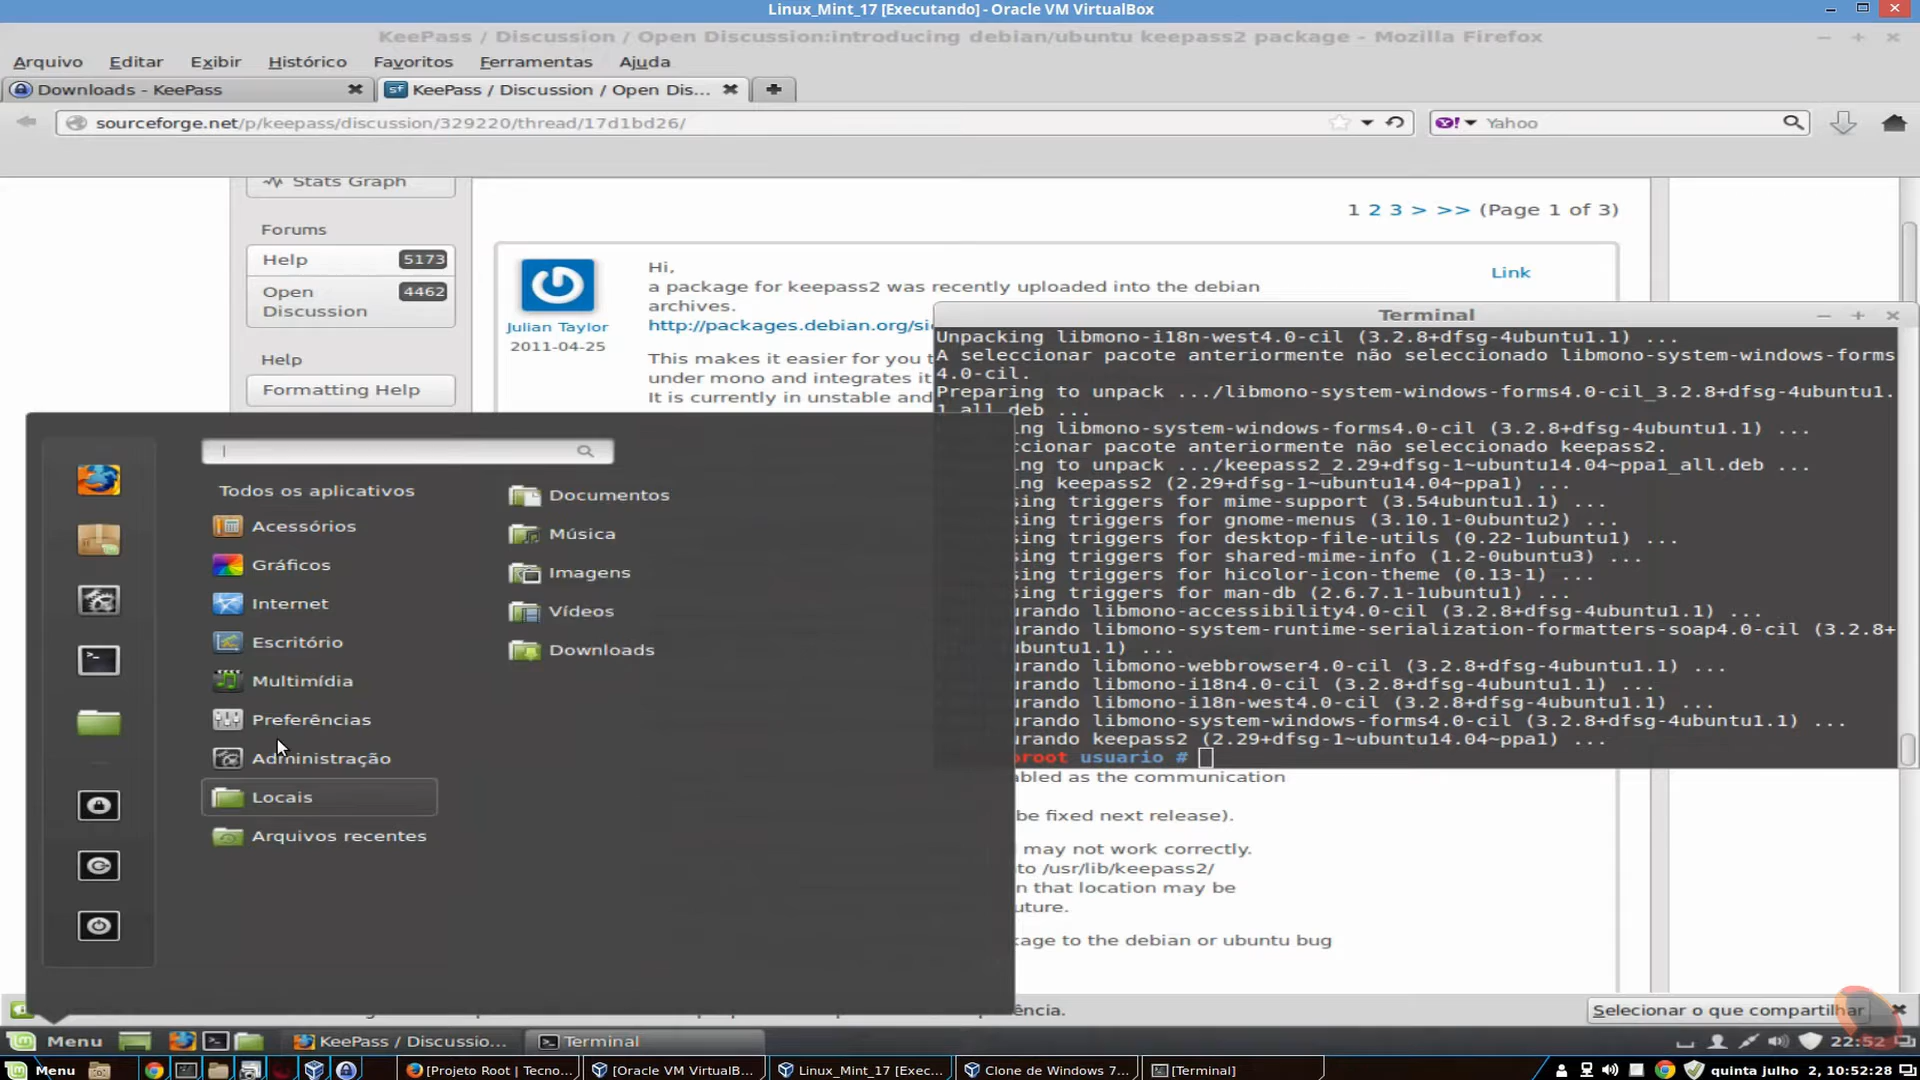 Linux_Mint_17 [Executando] - Oracle VM VirtualBox
KeePass / Discussion / Open Discussion:introducing debian/ubuntu keepass2 package - Mozilla Firefox
Arquivo Editar Exibir Histórico Favoritos Ferramentas Ajuda
Downloads - KeePass
KeePass / Discussion / Open Dis...
sourceforge.net/p/keepass/discussion/329220/thread/17d1bd26/
Yahoo
Stats Graph
1 2 3 > >> (Page 1 of 3)
Forums
Help 5173
Open Discussion 4462
Help
Formatting Help
Julian Taylor
2011-04-25
Hi,
Link
a package for keepass2 was recently uploaded into the debian
archives.
http://packages.debian.org/si
This makes it easier for you t
under mono and integrates it
It is currently in unstable and
Terminal
Unpacking libmono-i18n-west4.0-cil (3.2.8+dfsg-4ubuntu1.1) ...
A seleccionar pacote anteriormente não seleccionado libmono-system-windows-forms
4.0-cil.
Preparing to unpack .../libmono-system-windows-forms4.0-cil_3.2.8+dfsg-4ubuntu1.
1_all.deb ...
ing libmono-system-windows-forms4.0-cil (3.2.8+dfsg-4ubuntu1.1) ...
ccionar pacote anteriormente não seleccionado keepass2.
ing to unpack .../keepass2_2.29+dfsg-1~ubuntu14.04~ppa1_all.deb ...
ing keepass2 (2.29+dfsg-1~ubuntu14.04~ppa1) ...
sing triggers for mime-support (3.54ubuntu1.1) ...
sing triggers for gnome-menus (3.10.1-0ubuntu2) ...
sing triggers for desktop-file-utils (0.22-1ubuntu1) ...
sing triggers for shared-mime-info (1.2-0ubuntu3) ...
sing triggers for hicolor-icon-theme (0.13-1) ...
sing triggers for man-db (2.6.7.1-1ubuntu1) ...
urando libmono-accessibility4.0-cil (3.2.8+dfsg-4ubuntu1.1) ...
urando libmono-system-runtime-serialization-formatters-soap4.0-cil (3.2.8+
ubuntu1.1) ...
urando libmono-webbrowser4.0-cil (3.2.8+dfsg-4ubuntu1.1) ...
urando libmono-i18n4.0-cil (3.2.8+dfsg-4ubuntu1.1) ...
urando libmono-i18n-west4.0-cil (3.2.8+dfsg-4ubuntu1.1) ...
urando libmono-system-windows-forms4.0-cil (3.2.8+dfsg-4ubuntu1.1) ...
urando keepass2 (2.29+dfsg-1~ubuntu14.04~ppa1) ...
oroot usuario #
Todos os aplicativos
Acessórios
Gráficos
Internet
Escritório
Multimídia
Preferências
Administração
Locais
Arquivos recentes
Documentos
Música
Imagens
Vídeos
Downloads
bled as the communication
be fixed next release).
may not work correctly.
to /usr/lib/keepass2/
n that location may be
uture.
kage to the debian or ubuntu bug
ência.
Selecionar o que compartilhar
Menu
KeePass / Discussio...
Terminal
22:52
Menu
[Projeto Root | Tecno...
[Oracle VM VirtualB...
Linux_Mint_17 [Exec...
Clone de Windows 7...
[Terminal]
quinta julho 2, 10:52:28